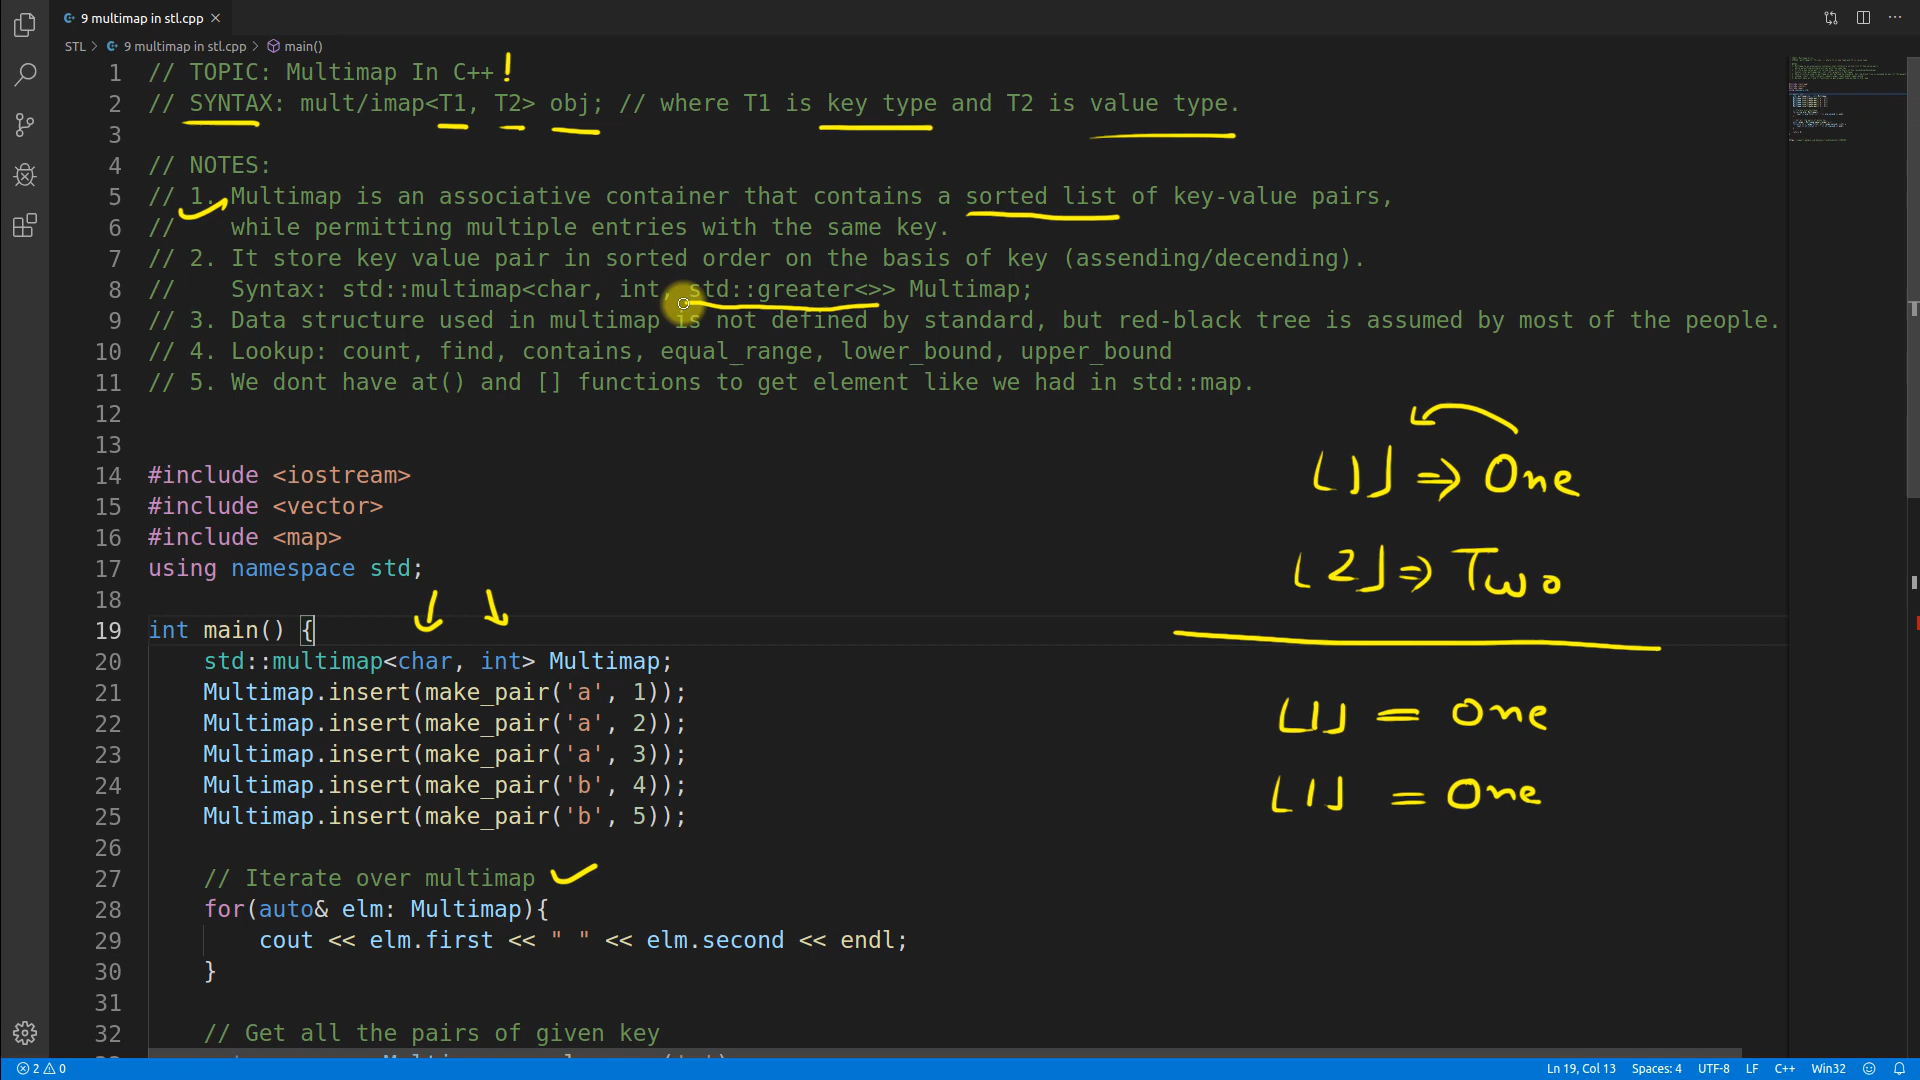 9 multimap in stl.cpp
STL > 9 multimap in stl.cpp > main()
1 // TOPIC: Multimap In C++ !
2 // SYNTAX: mult/imap<T1, T2> obj; // where T1 is key type and T2 is value type.
3
4 // NOTES:
5 // 1. Multimap is an associative container that contains a sorted list of key-value pairs,
6 //    while permitting multiple entries with the same key.
7 // 2. It store key value pair in sorted order on the basis of key (assending/decending).
8 //    Syntax: std::multimap<char, int, std::greater<>> Multimap;
9 // 3. Data structure used in multimap is not defined by standard, but red-black tree is assumed by most of the people.
10 // 4. Lookup: count, find, contains, equal_range, lower_bound, upper_bound
11 // 5. We dont have at() and [] functions to get element like we had in std::map.
12
13
14 #include <iostream>
15 #include <vector>
16 #include <map>
17 using namespace std;
18
19 int main() {
20     std::multimap<char, int> Multimap;
21     Multimap.insert(make_pair('a', 1));
22     Multimap.insert(make_pair('a', 2));
23     Multimap.insert(make_pair('a', 3));
24     Multimap.insert(make_pair('b', 4));
25     Multimap.insert(make_pair('b', 5));
26
27     // Iterate over multimap
28     for(auto& elm: Multimap){
29         cout << elm.first << " " << elm.second << endl;
30     }
31
32     // Get all the pairs of given key
[1] => One
[2] => Two
[1] = One
[1] = One
2 0
Ln 19, Col 13 Spaces: 4 UTF-8 LF C++ Win32